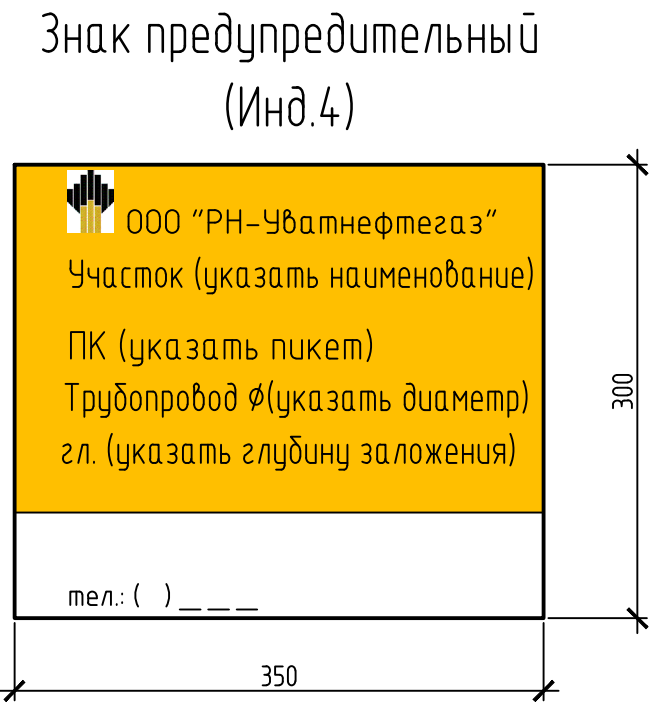 Знак предупредительный
(Инд.4)
ООО "РН-Уватнефтегаз"
Участок (указать наименование)
ПК (указать пикет)
Трубопровод Ø(указать диаметр)
гл. (указать глубину заложения)
тел.: ( ) _ _ _
300
350